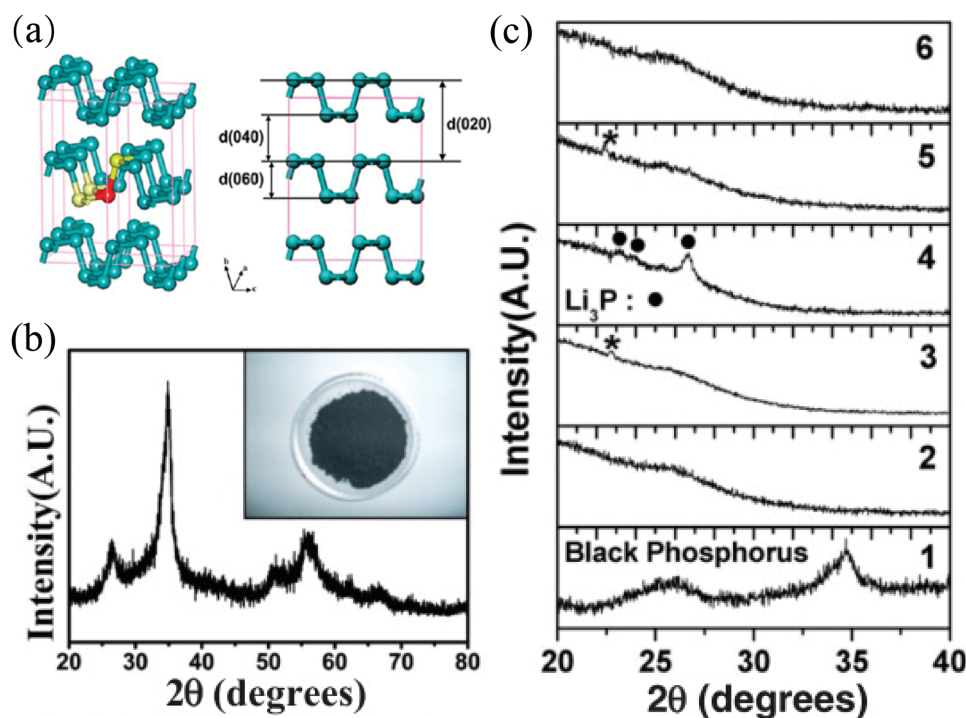 (a)
d(040)
d(060)
d(020)
b
a
c
(b)
Intensity(A.U.)
20 30 40 50 60 70 80
2θ (degrees)
(c)
6
*
5
4
Li₃P : ●
*
3
2
Black Phosphorus
1
Intensity(A.U.)
20 25 30 35 40
2θ (degrees)